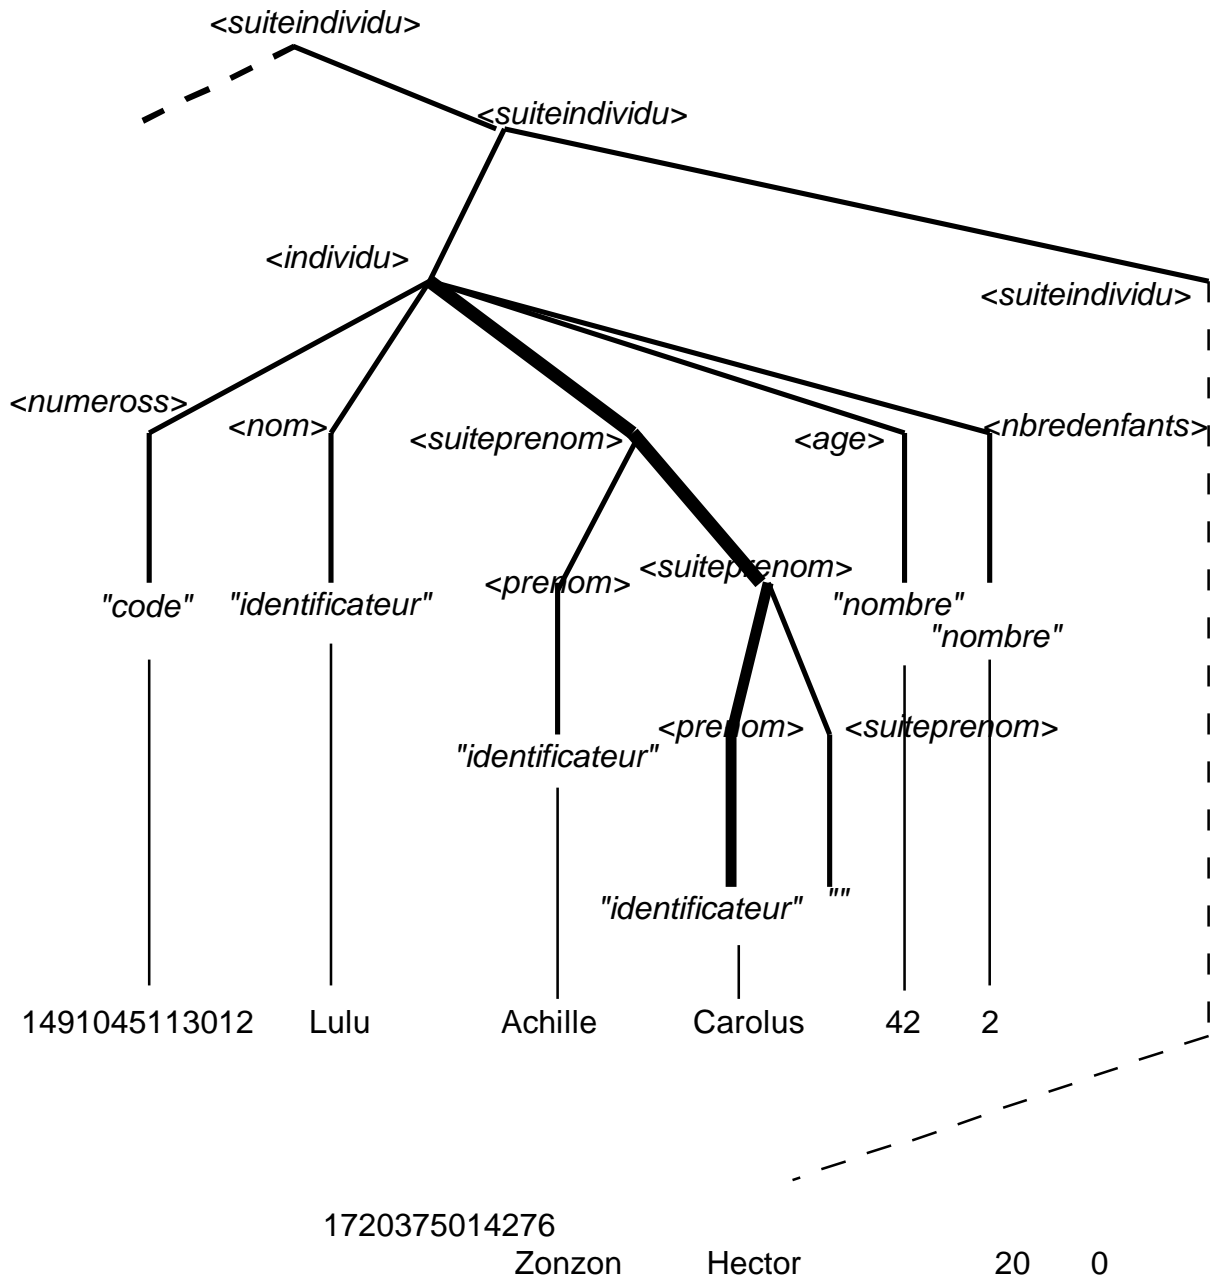 <suiteindividu>
<suiteindividu>
<individu>
<suiteindividu>
<numeross>
<nom>
<suiteprenom>
<age>
<nbredenfants>
<prenom>
<suiteprenom>
"code"
"identificateur"
"nombre"
"nombre"
<prenom>
<suiteprenom>
"identificateur"
"identificateur"
""
1491045113012 Lulu Achille Carolus 42 2
1720375014276
Zonzon Hector 20 0